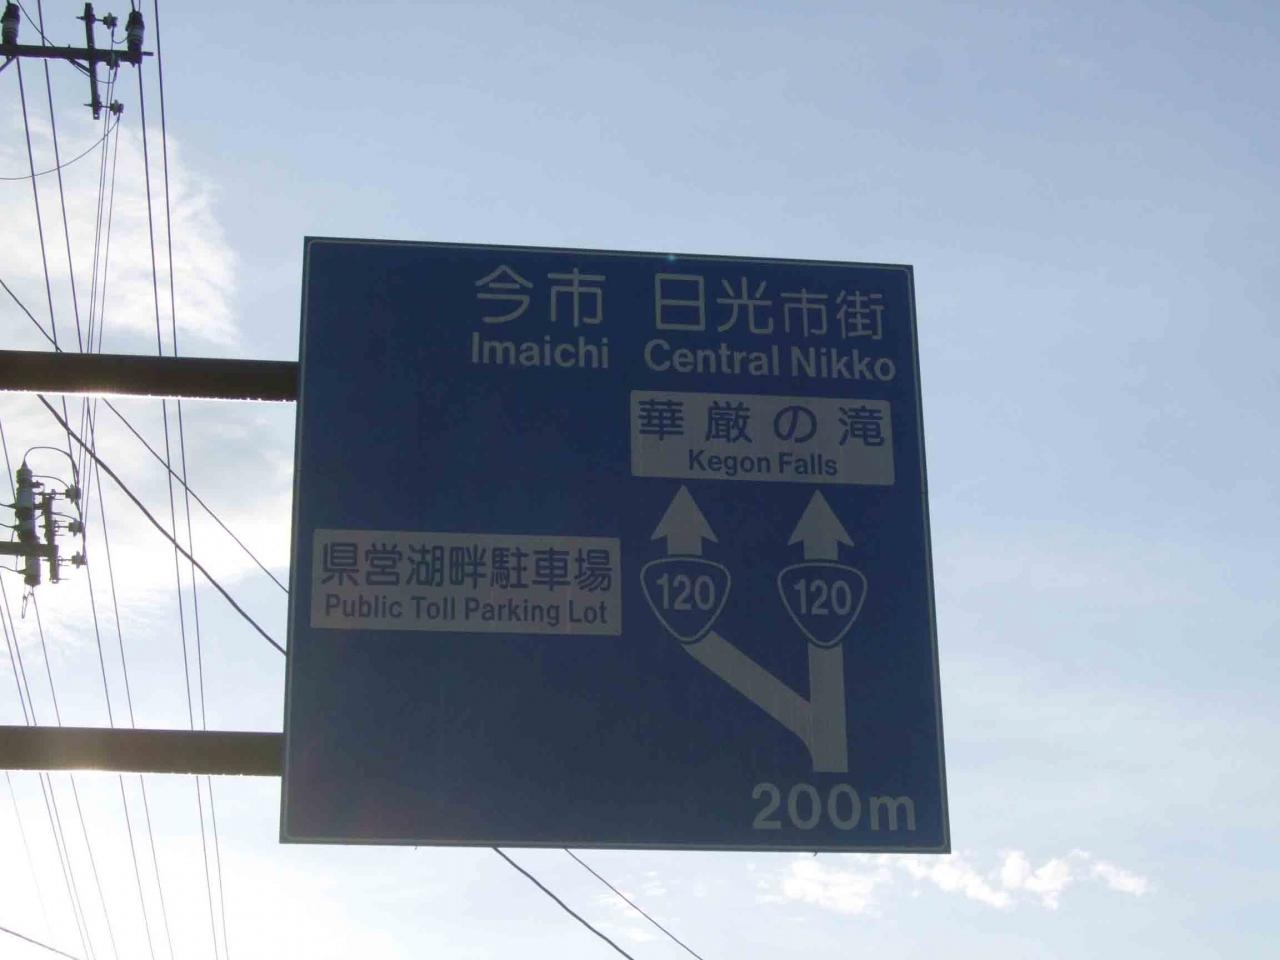 今市 日光市街
Imaichi Central Nikko
華厳の滝
Kegon Falls
県営湖畔駐車場
Public Toll Parking Lot
120 120
200m